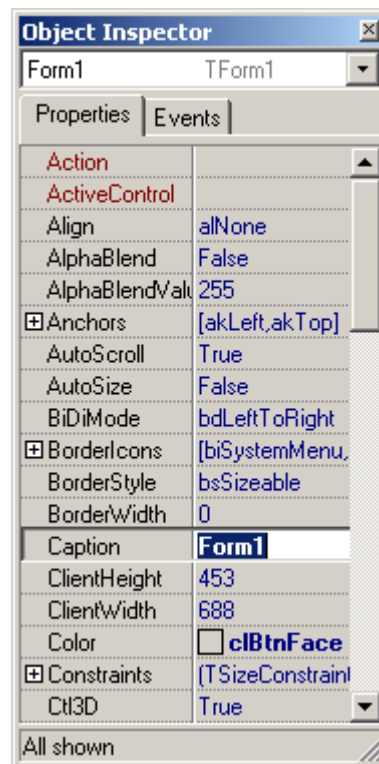 Object Inspector
Form1 TForm1
Properties Events
Action
ActiveControl
Align alNone
AlphaBlend False
AlphaBlendValu 255
Anchors [akLeft,akTop]
AutoScroll True
AutoSize False
BiDiMode bdLeftToRight
BorderIcons [biSystemMenu,
BorderStyle bsSizeable
BorderWidth 0
Caption Form1
ClientHeight 453
ClientWidth 688
Color clBtnFace
Constraints (TSizeConstraint
Ctl3D True
All shown